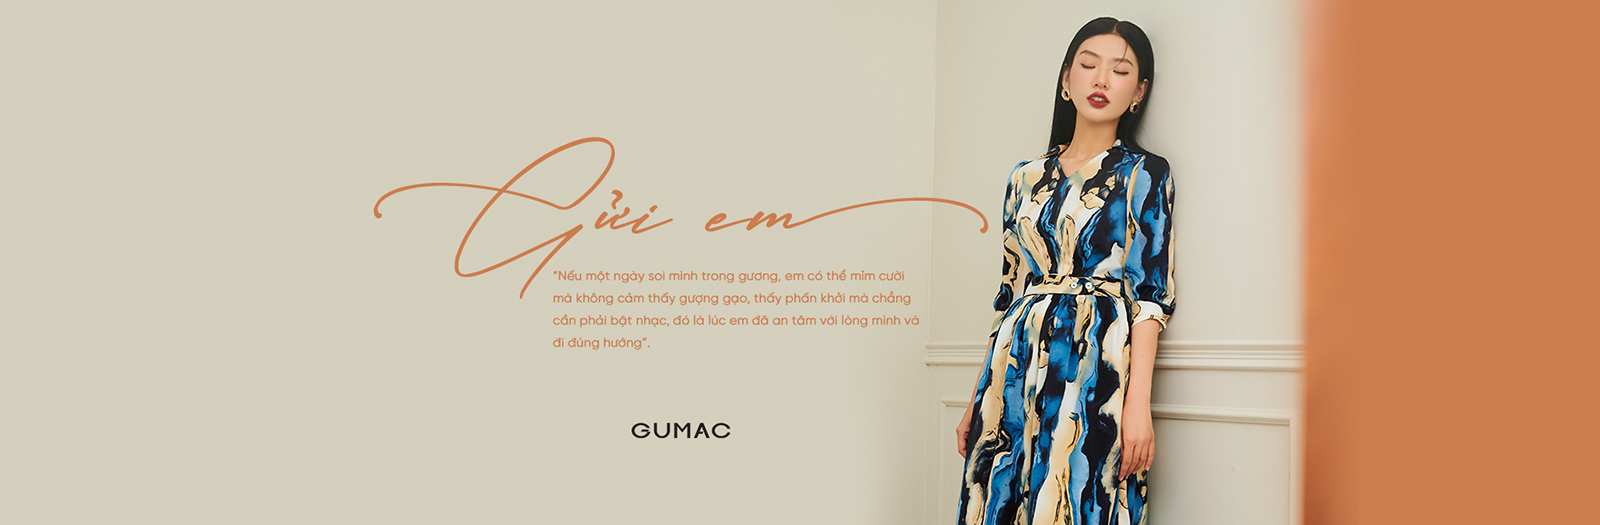 Gửi em
“Nếu một ngày soi mình trong gương, em có thể mỉm cười
mà không cảm thấy gượng gạo, thấy phấn khởi mà chẳng
cần phải bật nhạc, đó là lúc em đã an tâm với lòng mình và
đi đúng hướng”.
GUMAC